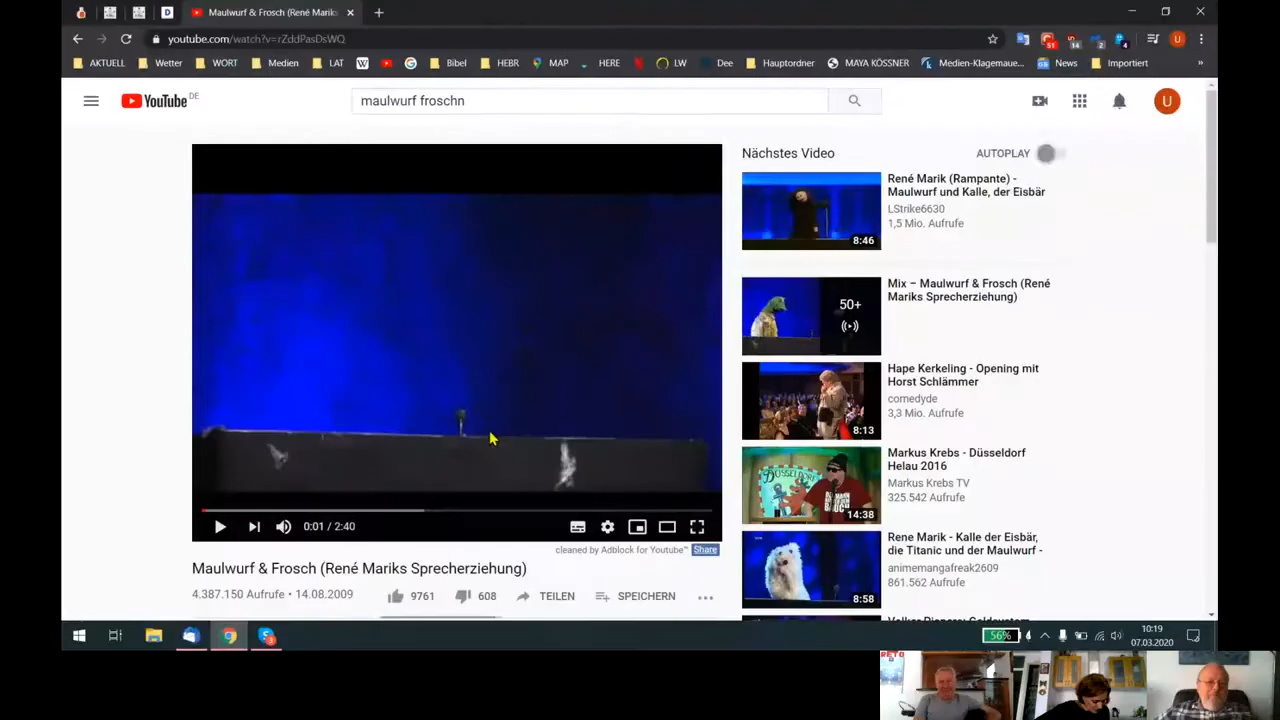 Maulwurf & Frosch (René Marik
youtube.com/watch?v=rZddPasDsWQ
51
14
2
4
U
AKTUELL
Wetter
WORT
Medien
LAT
Bibel
HEBR
MAP
HERE
LW
Dee
Hauptordner
MAYA KÖSSNER
Medien-Klagemaue...
News
Importiert
»
YouTube DE
maulwurf froschn
U
Nächstes Video
AUTOPLAY
René Marik (Rampante) -
Maulwurf und Kalle, der Eisbär
LStrike6630
1,5 Mio. Aufrufe
8:46
Mix – Maulwurf & Frosch (René
Mariks Sprecherziehung)
50+
Hape Kerkeling - Opening mit
Horst Schlämmer
comedyde
3,3 Mio. Aufrufe
8:13
Markus Krebs - Düsseldorf
Helau 2016
Markus Krebs TV
325.542 Aufrufe
14:38
Rene Marik - Kalle der Eisbär,
die Titanic und der Maulwurf -
animemangafreak2609
861.562 Aufrufe
8:58
0:01 / 2:40
cleaned by Adblock for Youtube™ Share
Maulwurf & Frosch (René Mariks Sprecherziehung)
4.387.150 Aufrufe • 14.08.2009
9761
608
TEILEN
SPEICHERN
56%
10:19
07.03.2020